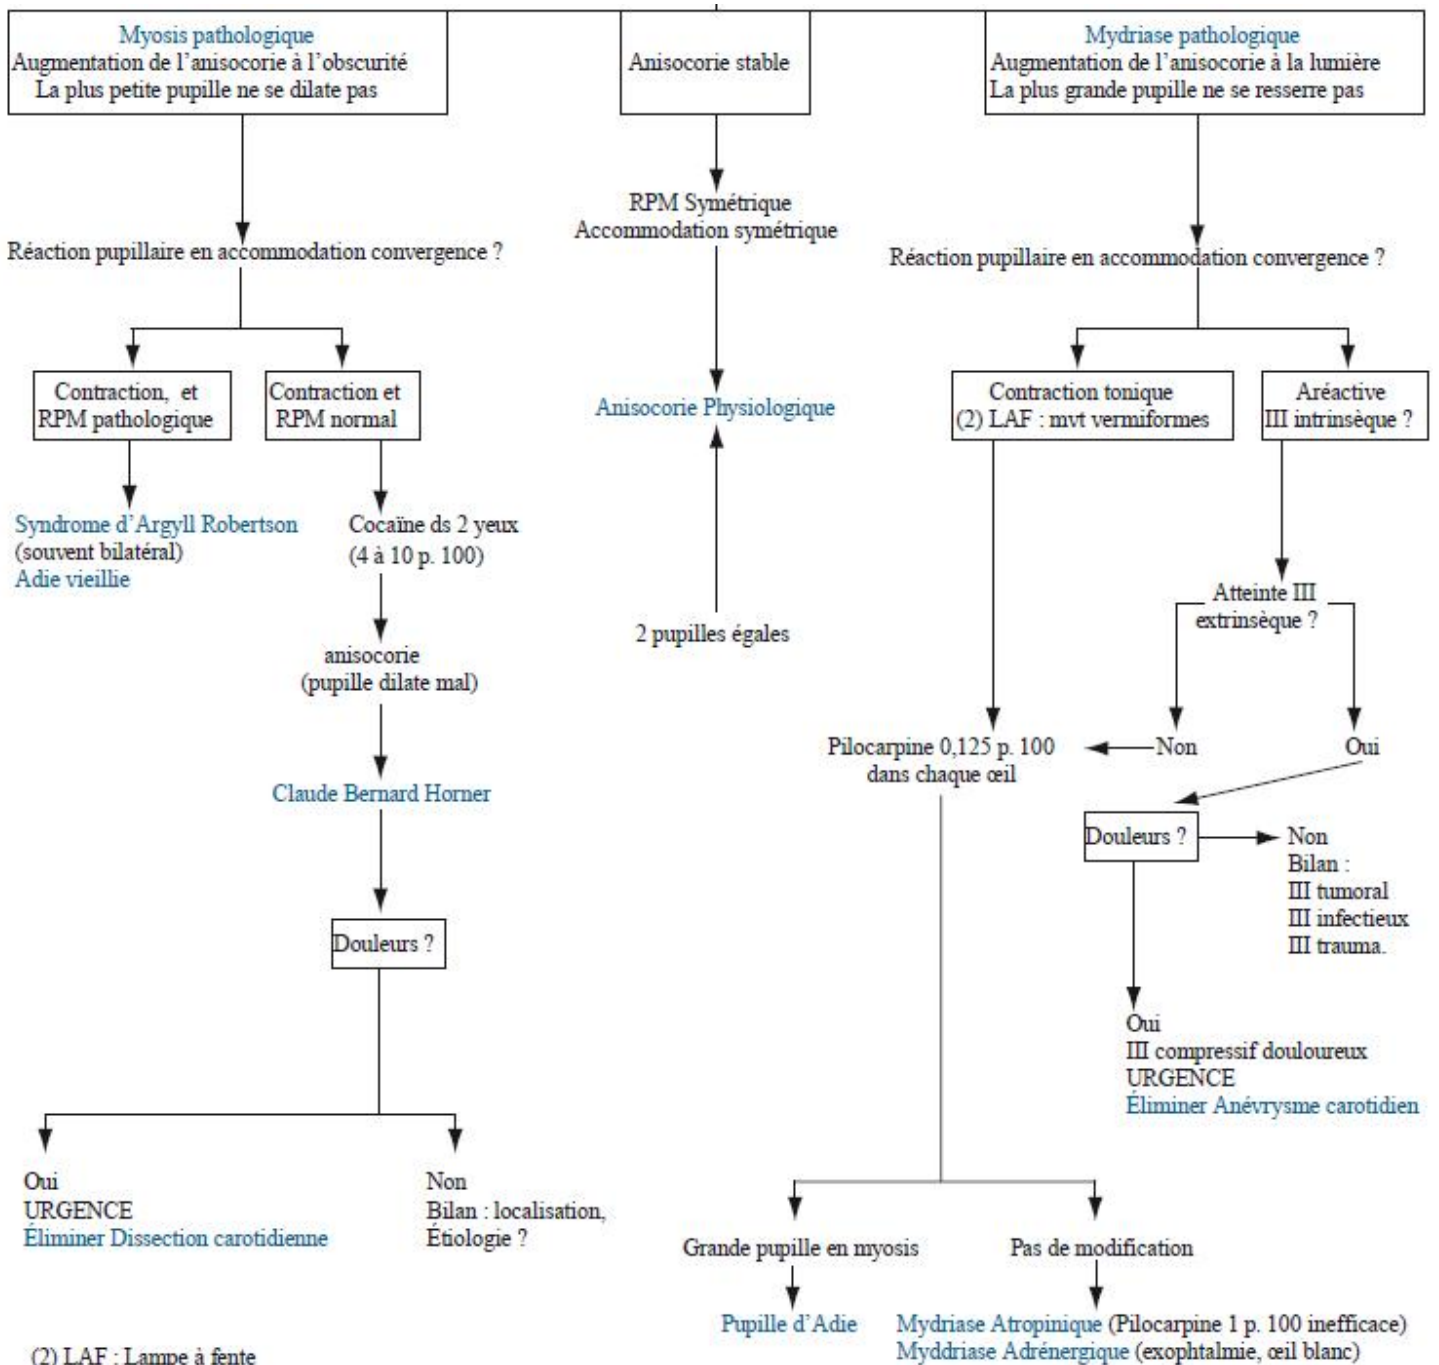 Myosis pathologique
Augmentation de l'anisocorie à l'obscurité
La plus petite pupille ne se dilate pas
Réaction pupillaire en accommodation convergence ?
Contraction, et
RPM pathologique
Contraction et
RPM normal
Syndrome d'Argyll Robertson
(souvent bilatéral)
Adie vieillie
Cocaïne ds 2 yeux
(4 à 10 p. 100)
anisocorie
(pupille dilate mal)
Claude Bernard Horner
Douleurs ?
Oui
URGENCE
Éliminer Dissection carotidienne
Non
Bilan : localisation,
Étiologie ?
Anisocorie stable
RPM Symétrique
Accommodation symétrique
Anisocorie Physiologique
2 pupilles égales
Mydriase pathologique
Augmentation de l'anisocorie à la lumière
La plus grande pupille ne se resserre pas
Réaction pupillaire en accommodation convergence ?
Contraction tonique
(2) LAF : mvt vermiformes
Aréactive
III intrinsèque ?
Atteinte III
extrinsèque ?
Non
Oui
Pilocarpine 0,125 p. 100
dans chaque œil
Douleurs ?
Non
Bilan :
III tumoral
III infectieux
III trauma.
Oui
III compressif douloureux
URGENCE
Éliminer Anévrysme carotidien
Grande pupille en myosis
Pupille d'Adie
Pas de modification
Mydriase Atropinique (Pilocarpine 1 p. 100 inefficace)
Myddriase Adrénergique (exophtalmie, œil blanc)
(2) LAF : Lampe à fente